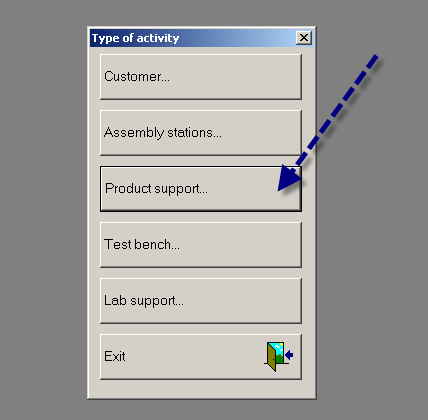 Type of activity
Customer...
Assembly stations...
Product support...
Test bench...
Lab support...
Exit